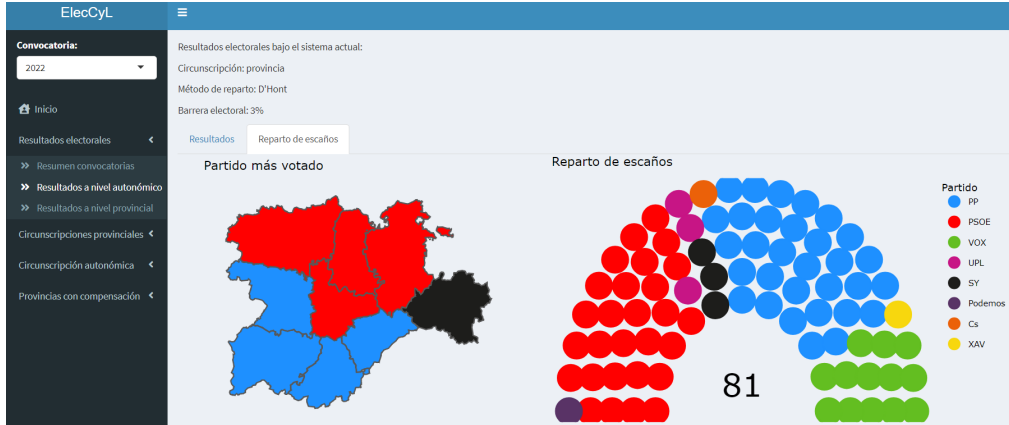 ElecCyL
Convocatoria:
2022
Inicio
Resultados electorales
Resumen convocatorias
Resultados a nivel autonómico
Resultados a nivel provincial
Circunscripciones provinciales
Circunscripción autonómica
Provincias con compensación
Resultados electorales bajo el sistema actual:
Circunscripción: provincia
Método de reparto: D'Hont
Barrera electoral: 3%
Resultados
Reparto de escaños
Partido más votado
Reparto de escaños
81
Partido
PP
PSOE
VOX
UPL
SY
Podemos
Cs
XAV